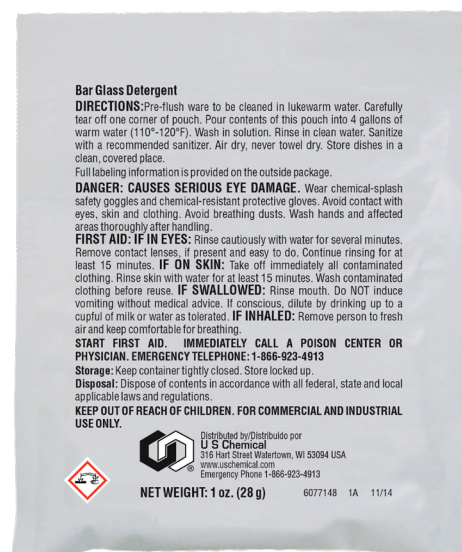 Bar Glass Detergent
DIRECTIONS:Pre-flush ware to be cleaned in lukewarm water. Carefully
tear off one corner of pouch. Pour contents of this pouch into 4 gallons of
warm water (110°-120°F). Wash in solution. Rinse in clean water. Sanitize
with a recommended sanitizer. Air dry, never towel dry. Store dishes in a
clean, covered place.
Full labeling information is provided on the outside package.
DANGER: CAUSES SERIOUS EYE DAMAGE. Wear chemical-splash
safety goggles and chemical-resistant protective gloves. Avoid contact with
eyes, skin and clothing. Avoid breathing dusts. Wash hands and affected
areas thoroughly after handling.
FIRST AID: IF IN EYES: Rinse cautiously with water for several minutes.
Remove contact lenses, if present and easy to do. Continue rinsing for at
least 15 minutes. IF ON SKIN: Take off immediately all contaminated
clothing. Rinse skin with water for at least 15 minutes. Wash contaminated
clothing before reuse. IF SWALLOWED: Rinse mouth. Do NOT induce
vomiting without medical advice. If conscious, dilute by drinking up to a
cupful of milk or water as tolerated. IF INHALED: Remove person to fresh
air and keep comfortable for breathing.
START FIRST AID. IMMEDIATELY CALL A POISON CENTER OR
PHYSICIAN. EMERGENCY TELEPHONE: 1-866-923-4913
Storage: Keep container tightly closed. Store locked up.
Disposal: Dispose of contents in accordance with all federal, state and local
applicable laws and regulations.
KEEP OUT OF REACH OF CHILDREN. FOR COMMERCIAL AND INDUSTRIAL
USE ONLY.
Distributed by/Distribuido por
U S Chemical
316 Hart Street Watertown, WI 53094 USA
www.uschemical.com
Emergency Phone 1-866-923-4913
®
NET WEIGHT: 1 oz. (28 g) 6077148 1A 11/14